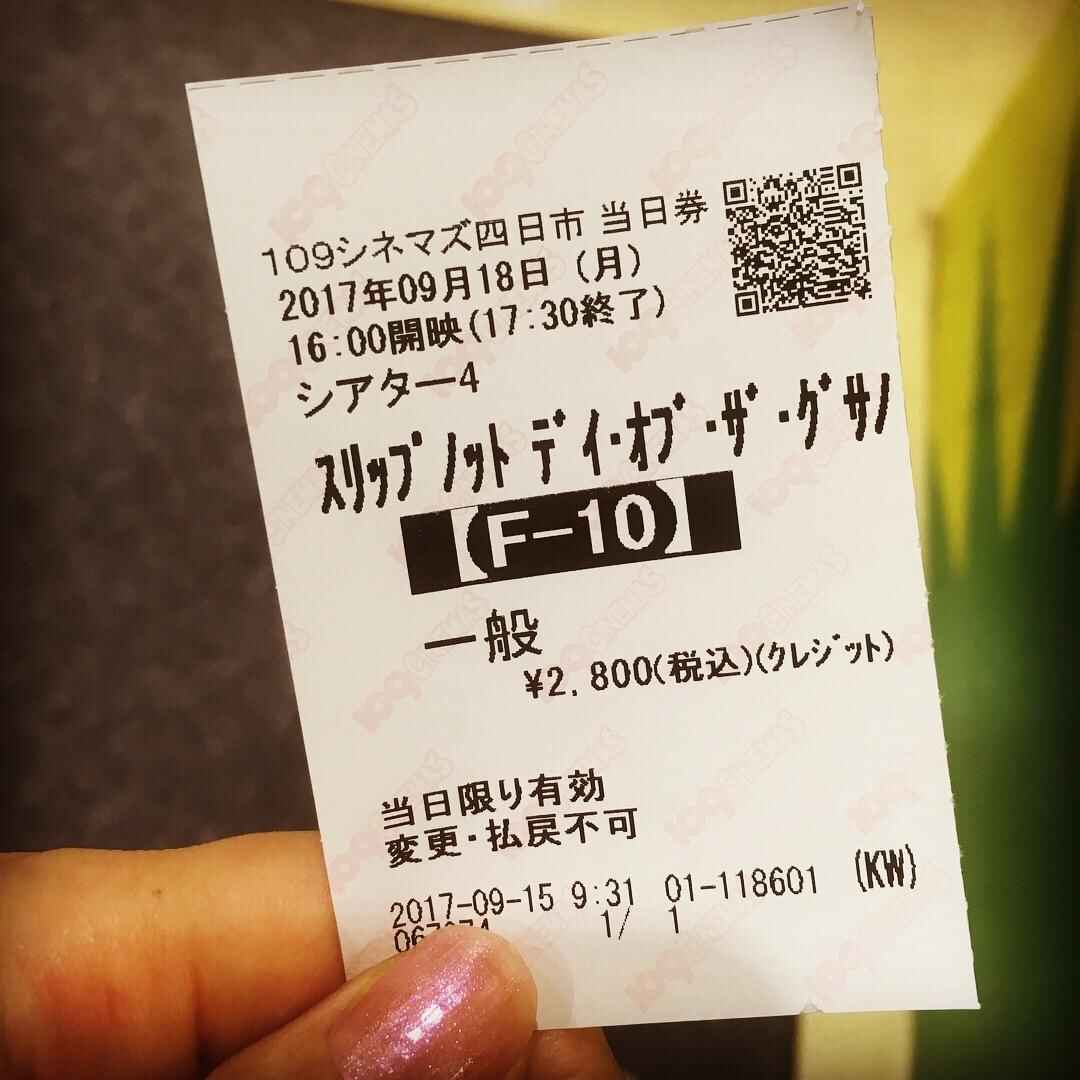 109シネマズ四日市 当日券
2017年09月18日(月)
16:00開映(17:30終了)
シアター4
ｽﾘｯﾌﾟﾉｯﾄ ﾃﾞｲ･ｵﾌﾞ･ｻﾞ･ｸﾞｻﾉ
【F-10】
一般
¥2,800(税込)(ｸﾚｼﾞｯﾄ)
当日限り有効
変更・払戻不可
2017-09-15 9:31 01-118601 (KW)
1/ 1